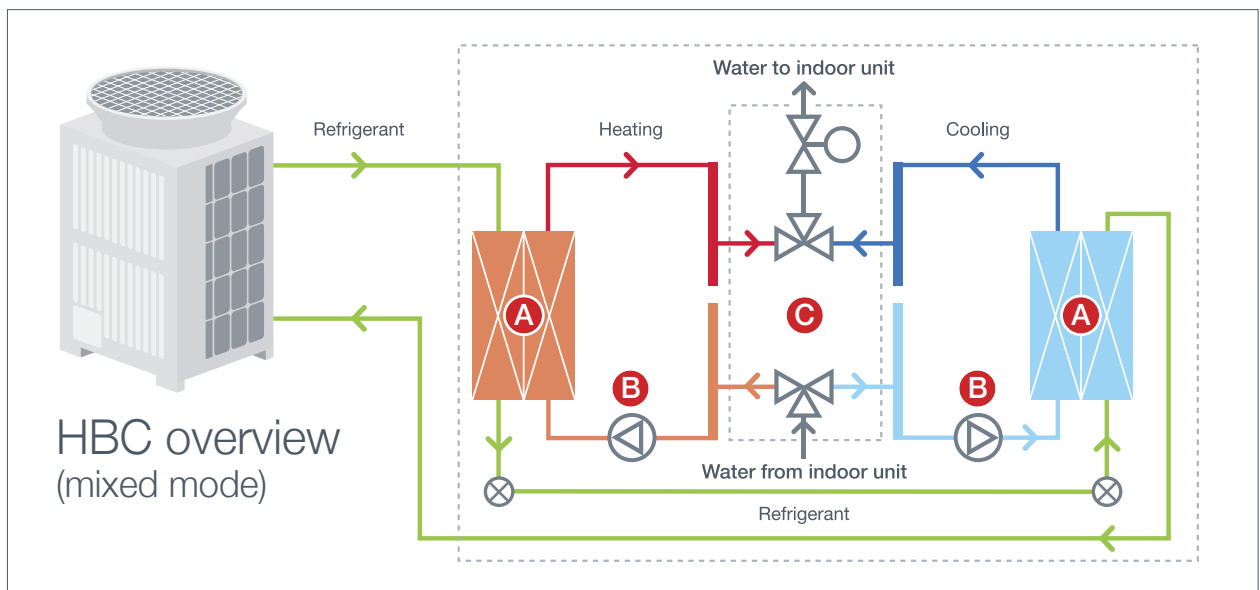 Water to indoor unit
Refrigerant
Heating
Cooling
A
C
A
B
B
HBC overview
(mixed mode)
Water from indoor unit
Refrigerant